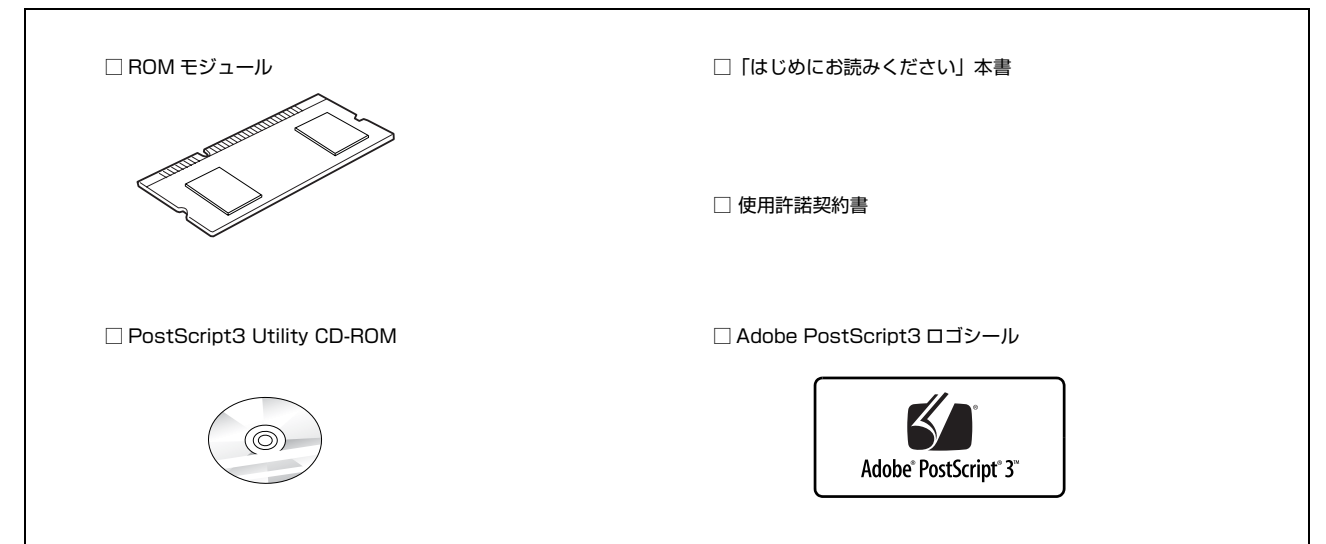 □ ROM モジュール
□「はじめにお読みください」本書
□ 使用許諾契約書
□ PostScript3 Utility CD-ROM
□ Adobe PostScript3 ロゴシール
®
Adobe® PostScript® 3™